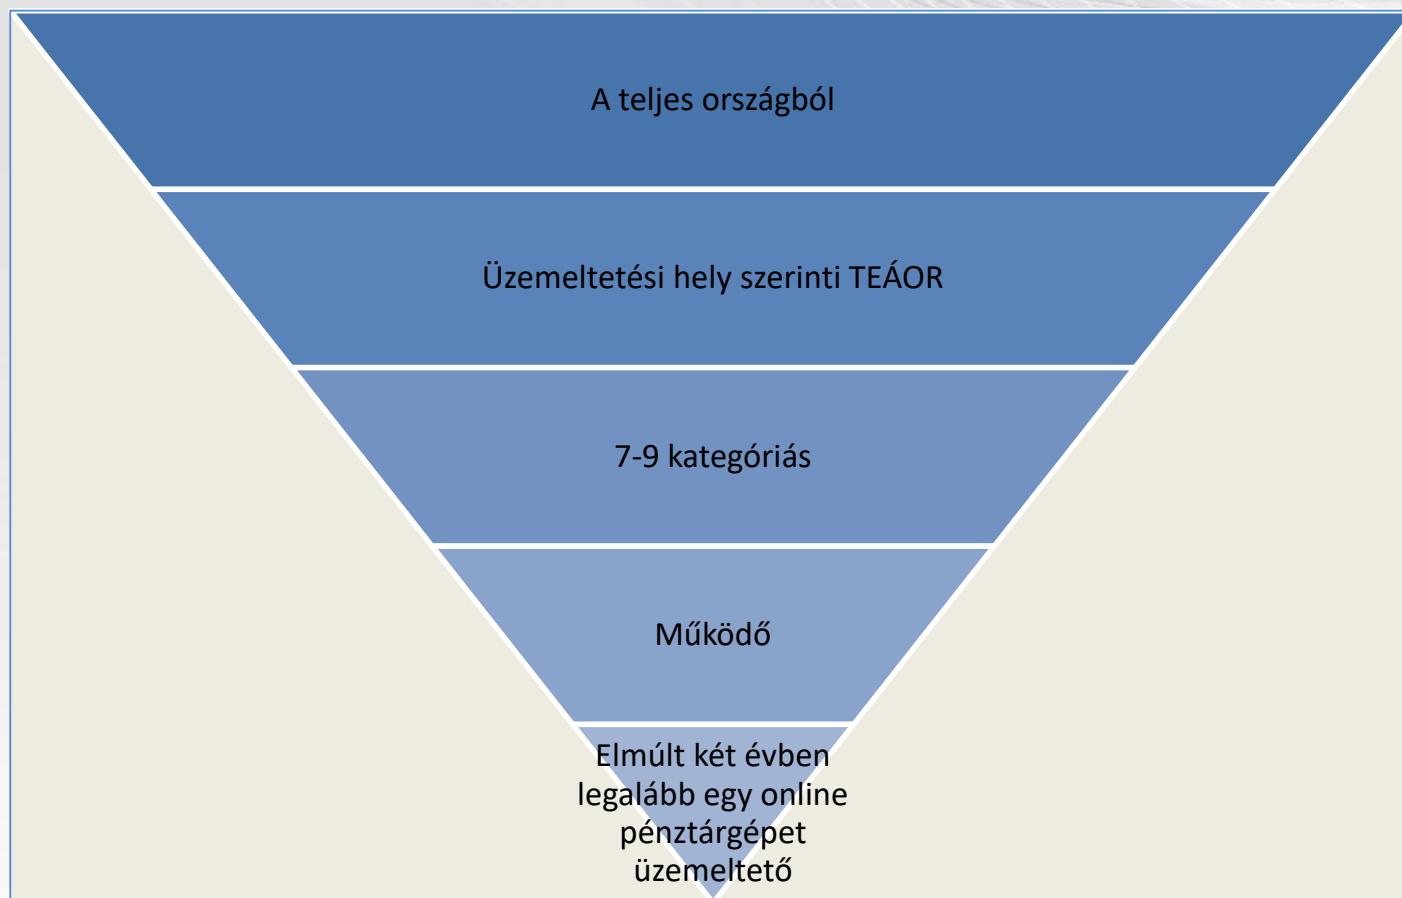 A teljes országból
Üzemeltetési hely szerinti TEÁOR
7-9 kategóriás
Működő
Elmúlt két évben
legalább egy online
pénztárgépet
üzemeltető